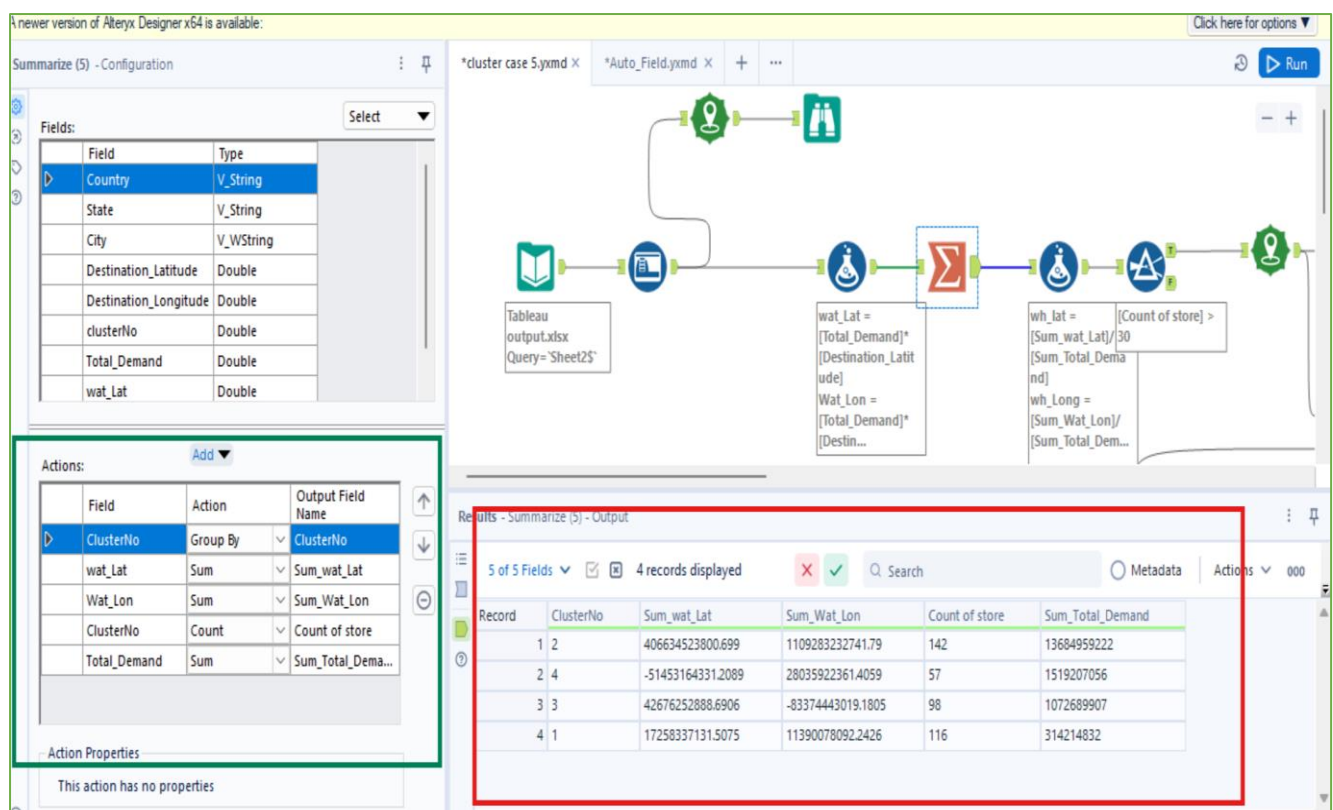 A newer version of Alteryx Designer x64 is available:
Click here for options ▼
Summarize (5) - Configuration
*cluster case 5.yxmd ×
*Auto_Field.yxmd ×
Run
Select
Fields:
Field Type
Country V_String
State V_String
City V_WString
Destination_Latitude Double
Destination_Longitude Double
clusterNo Double
Total_Demand Double
wat_Lat Double
Tableau
output.xlsx
Query=`Sheet2$`
wat_Lat =
[Total_Demand]*
[Destination_Latit
ude]
Wat_Lon =
[Total_Demand]*
[Destin...
wh_lat =
[Sum_wat_Lat]/
[Sum_Total_Dema
nd]
wh_Long =
[Sum_Wat_Lon]/
[Sum_Total_Dem...
[Count of store] >
30
Actions:
Add ▼
Field Action Output Field
Name
ClusterNo Group By ClusterNo
wat_Lat Sum Sum_wat_Lat
Wat_Lon Sum Sum_Wat_Lon
ClusterNo Count Count of store
Total_Demand Sum Sum_Total_Dema...
Action Properties
This action has no properties
Results - Summarize (5) - Output
5 of 5 Fields 4 records displayed Search Metadata Actions 000
Record ClusterNo Sum_wat_Lat Sum_Wat_Lon Count of store Sum_Total_Demand
1 2 406634523800.699 1109283232741.79 142 13684959222
2 4 -51453164331.2089 28035922361.4059 57 1519207056
3 3 42676252888.6906 -83374443019.1805 98 1072689907
4 1 17258337131.5075 11390078092.2426 116 314214832